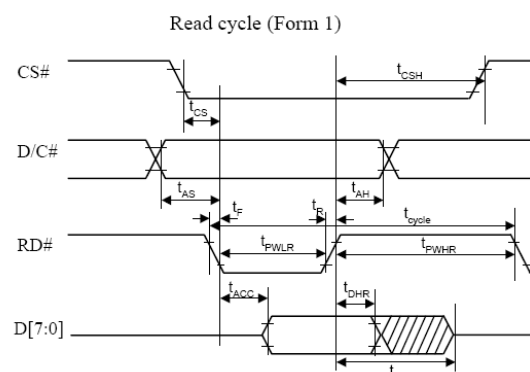 Read cycle (Form 1)
CS#
tCSH
tCS
D/C#
tAS
tF
tR
tAH
tcycle
RD#
tPWLR
tPWHR
tACC
tDHR
D[7:0]
t